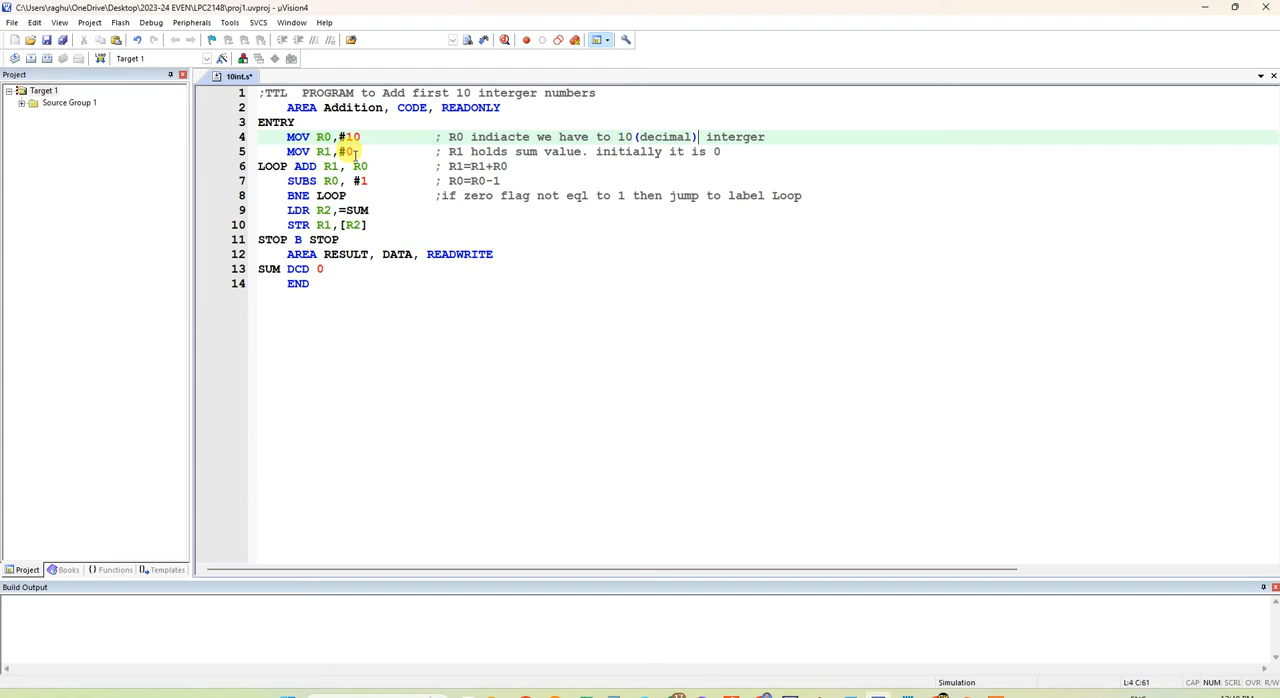 C:\Users\raghu\OneDrive\Desktop\2023-24 EVEN\LPC2148\proj1.uvproj - µVision4
File Edit View Project Flash Debug Peripherals Tools SVCS Window Help
Target 1
Project
10int.s*
Target 1
Source Group 1
1 ;TTL  PROGRAM to Add first 10 interger numbers
2     AREA Addition, CODE, READONLY
3 ENTRY
4     MOV R0,#10          ; R0 indiacte we have to 10(decimal) interger
5     MOV R1,#0           ; R1 holds sum value. initially it is 0
6 LOOP ADD R1, R0         ; R1=R1+R0
7     SUBS R0, #1         ; R0=R0-1
8     BNE LOOP            ;if zero flag not eql to 1 then jump to label Loop
9     LDR R2,=SUM
10     STR R1,[R2]
11 STOP B STOP
12     AREA RESULT, DATA, READWRITE
13 SUM DCD 0
14     END
Project Books {} Functions Templates
Build Output
Simulation L:4 C:61 CAP NUM SCRL OVR R/W